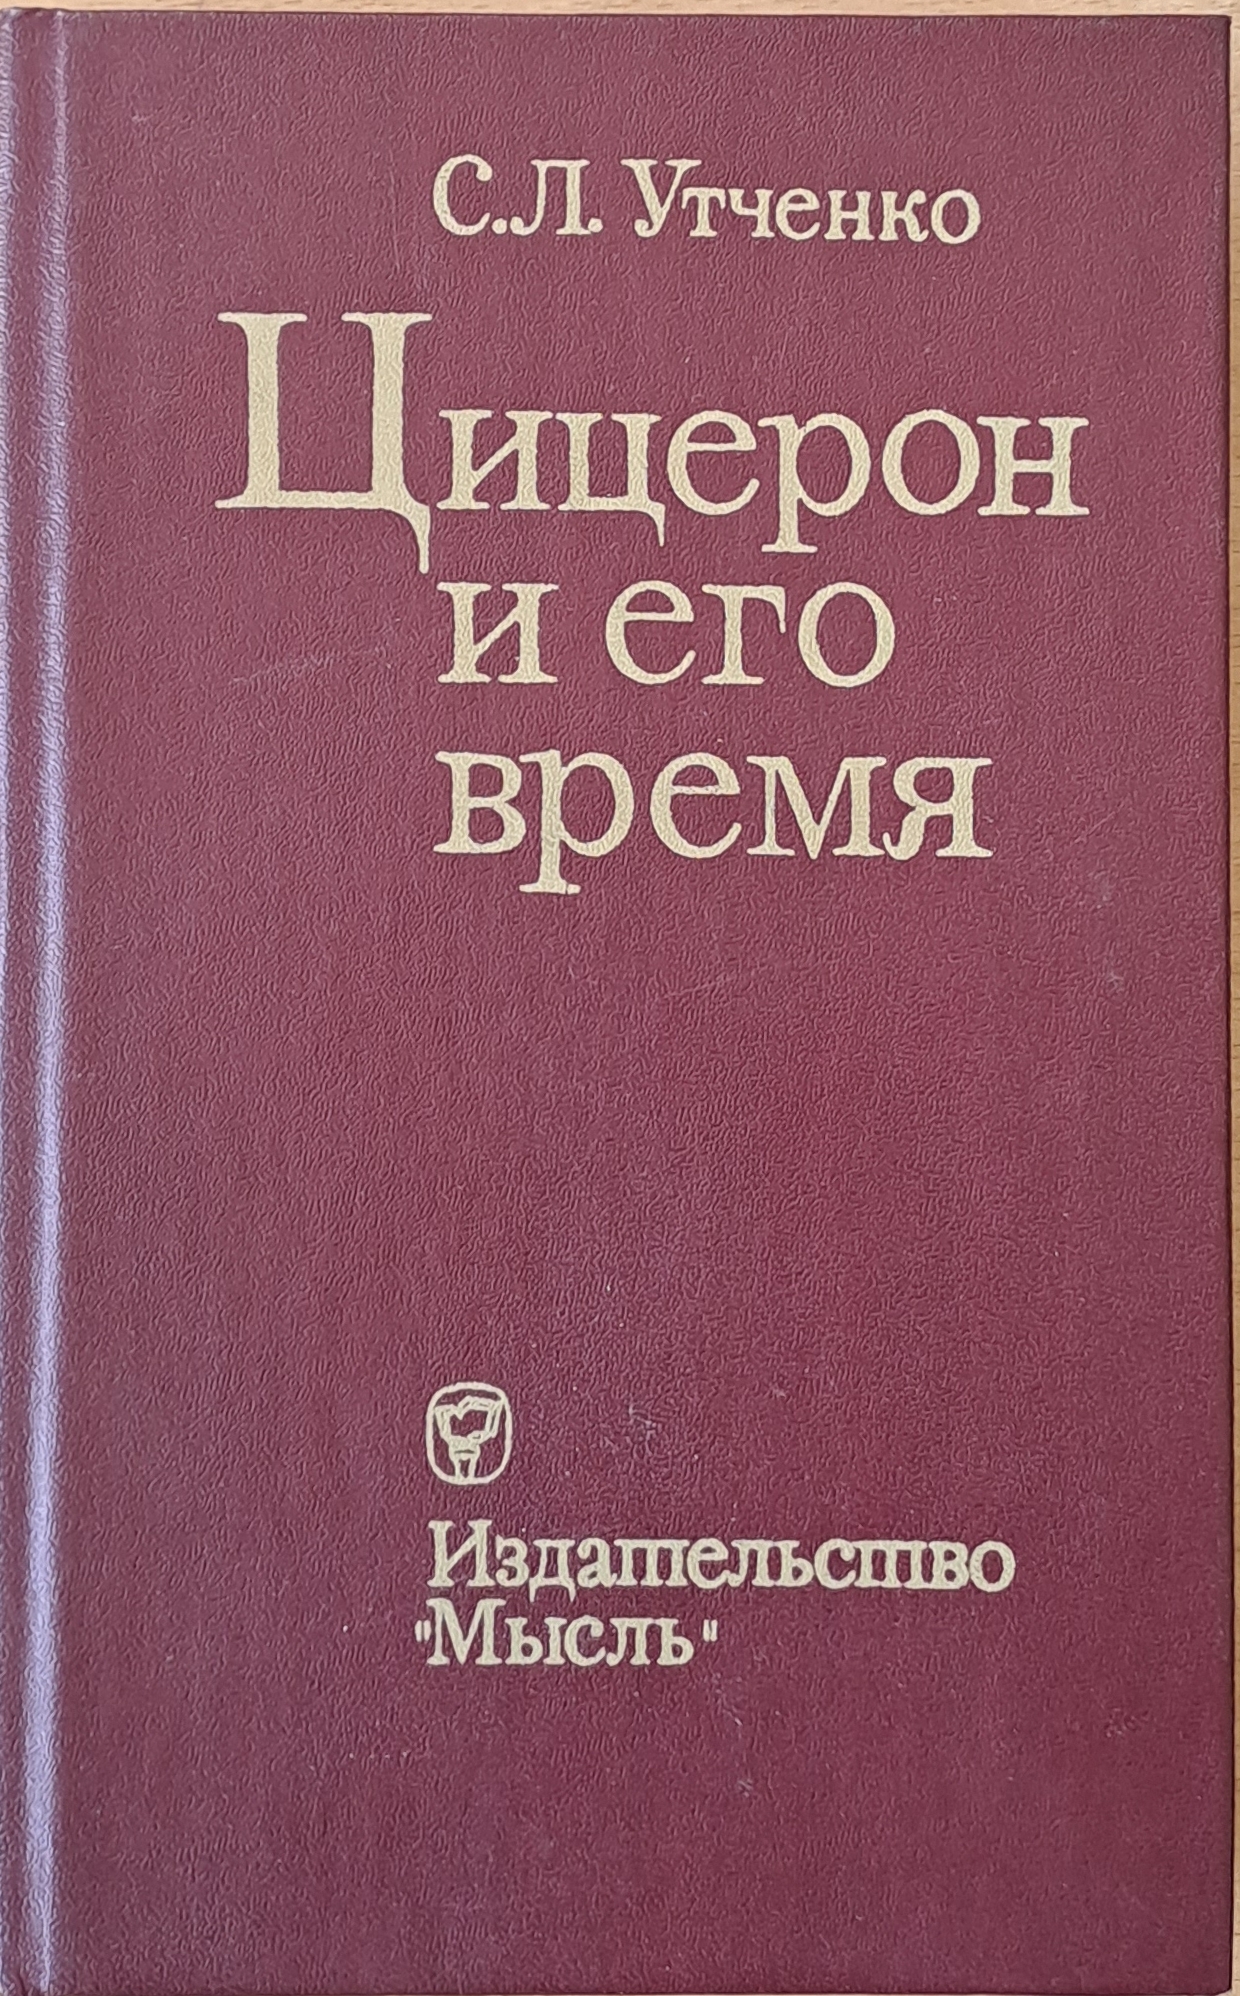 С.Л. Утченко
Цицерон
и его
время
Издательство
"Мысль"